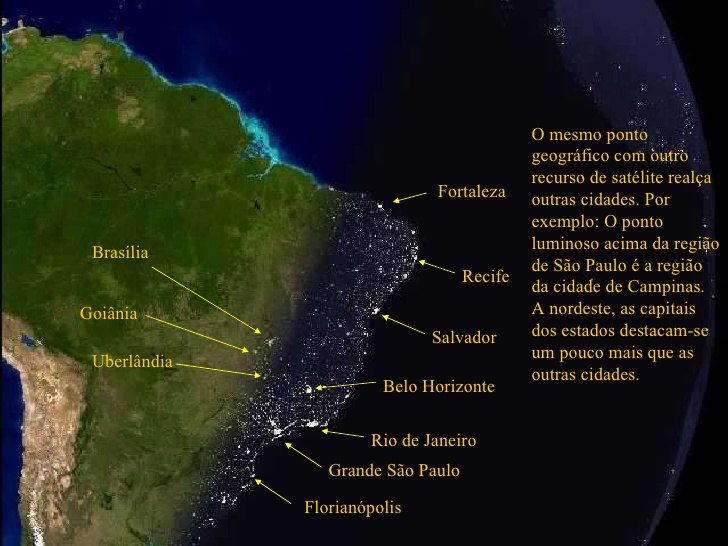 O mesmo ponto
geográfico com outro
recurso de satélite realça
outras cidades. Por
exemplo: O ponto
luminoso acima da região
de São Paulo é a região
da cidade de Campinas.
A nordeste, as capitais
dos estados destacam-se
um pouco mais que as
outras cidades.
Fortaleza
Brasília
Recife
Goiânia
Salvador
Uberlândia
Belo Horizonte
Rio de Janeiro
Grande São Paulo
Florianópolis